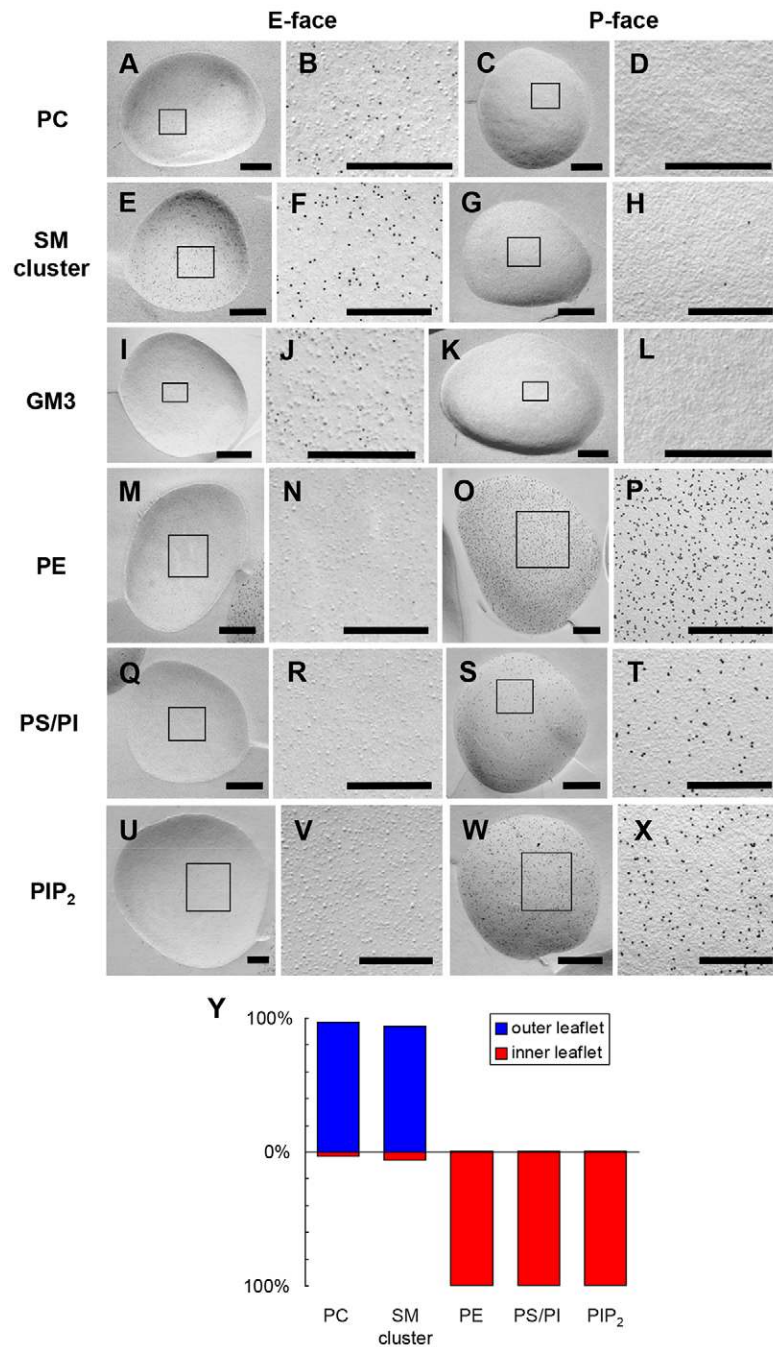 E-face P-face
A B C D
PC
E F G H
SM
cluster
I J K L
GM3
M N O P
PE
Q R S T
PS/PI
U V W X
PIP₂
Y
100%
outer leaflet
inner leaflet
0%
100%
PC SM PE PS/PI PIP₂
cluster